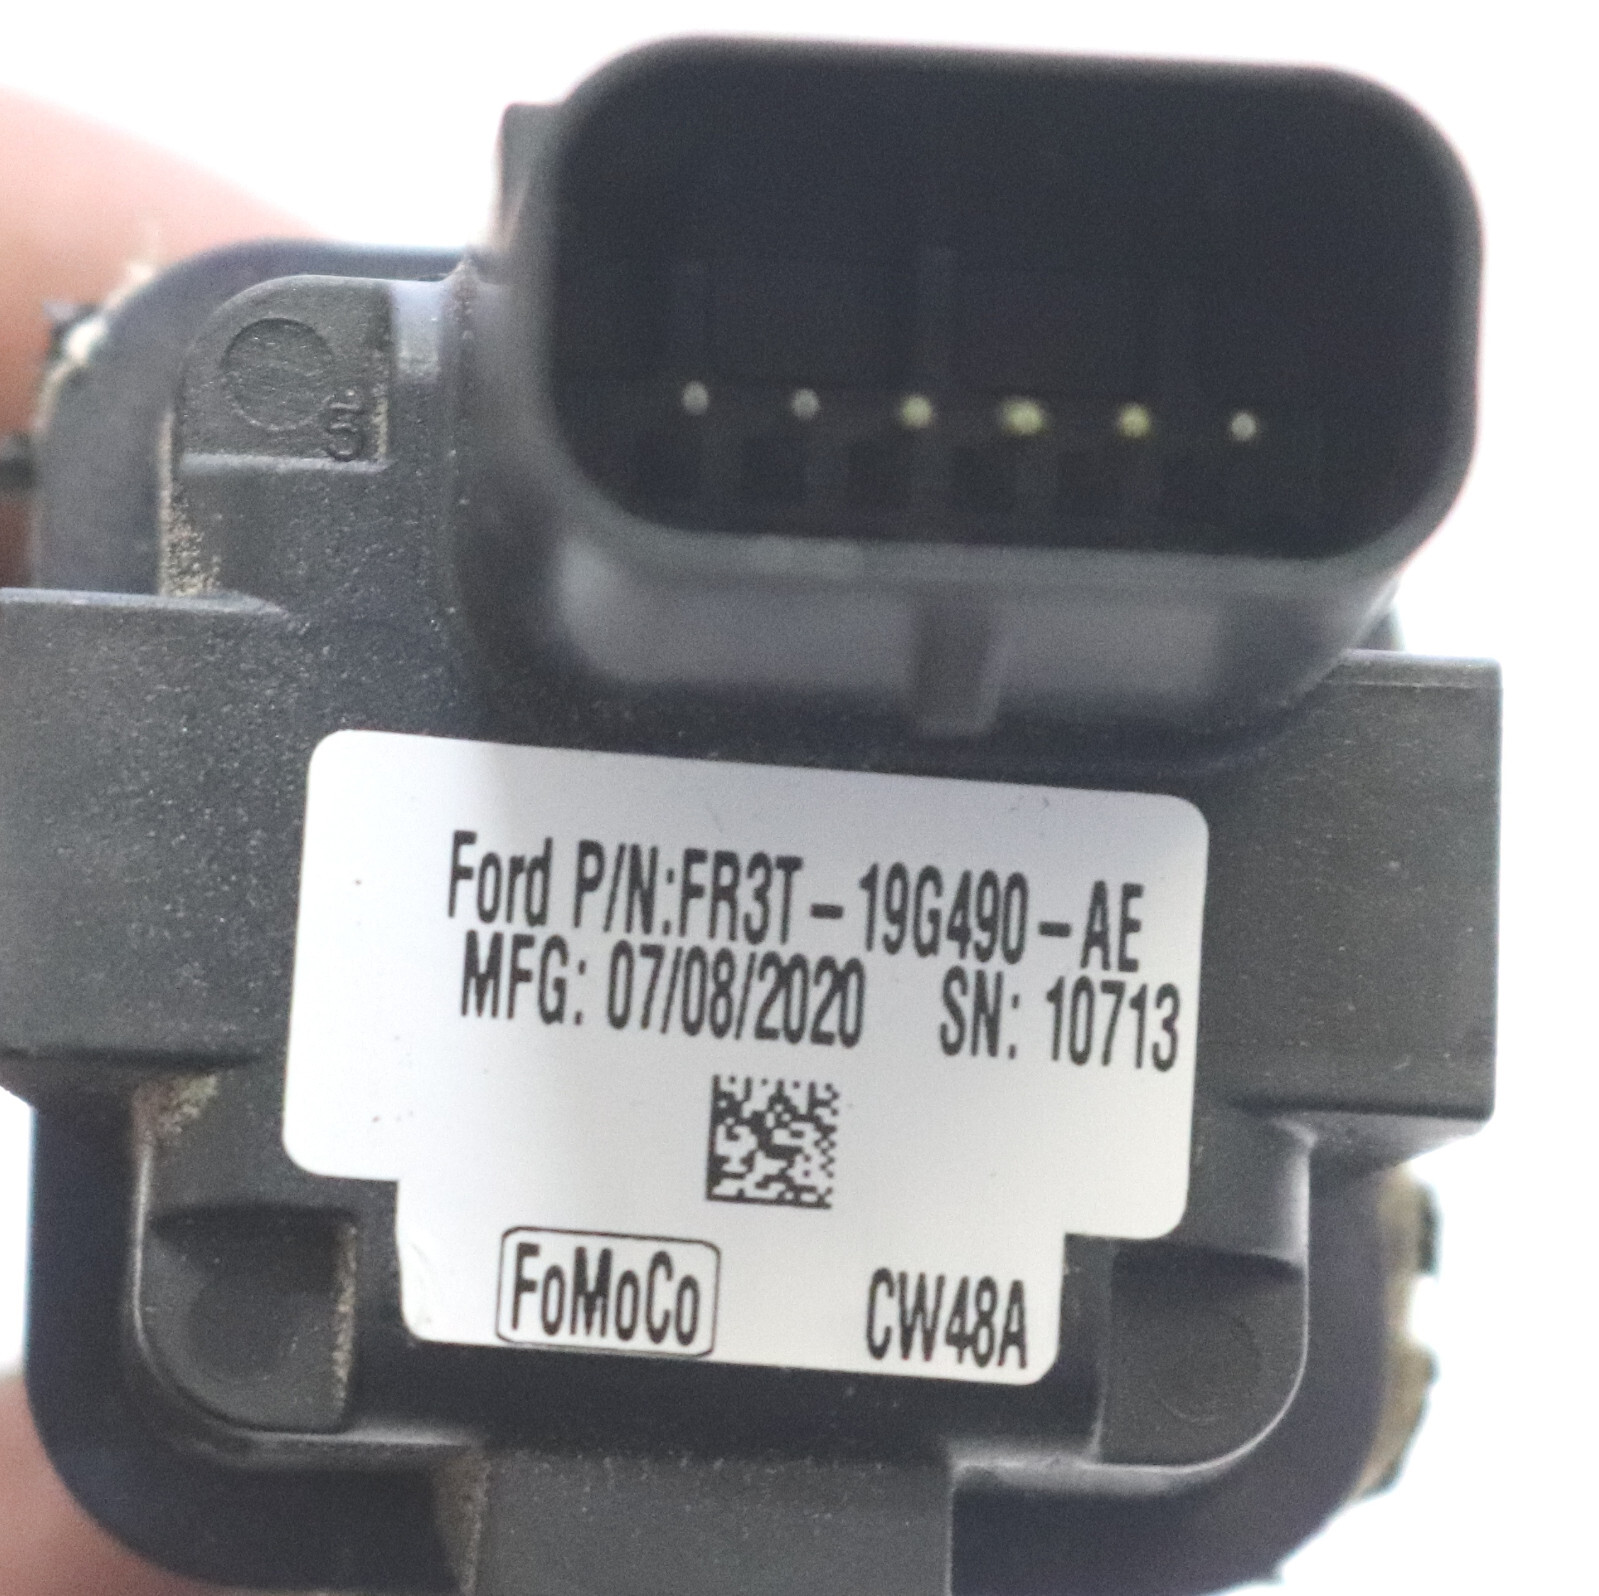 Ford P/N:FR3T-19G490-AE
MFG: 07/08/2020 SN: 10713
FoMoCo CW48A